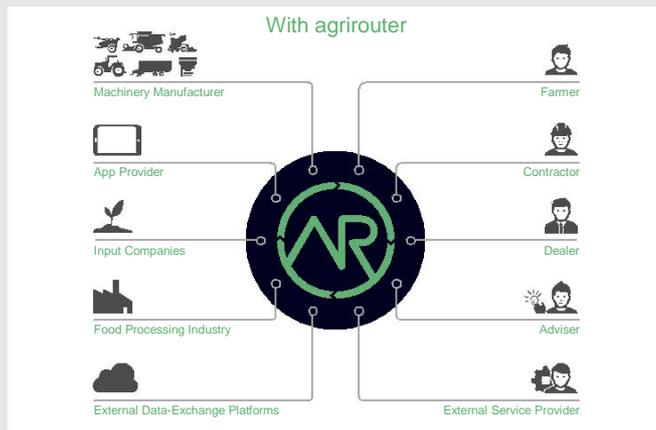 With agrirouter
Machinery Manufacturer
Farmer
App Provider
Contractor
AR
Input Companies
Dealer
Food Processing Industry
Adviser
External Data-Exchange Platforms
External Service Provider